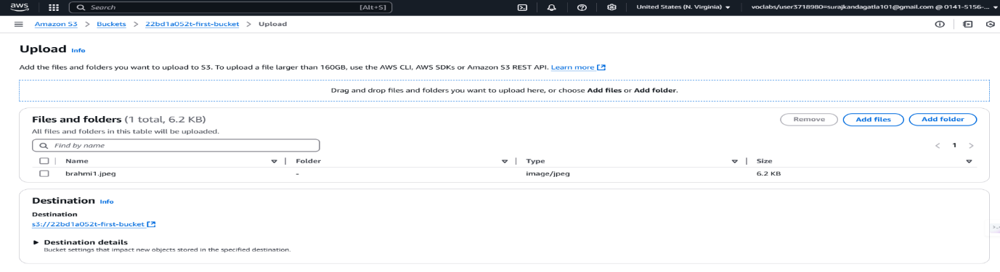 aws Search [Alt+S] United States (N. Virginia) voclabs/user3718980=surajkandagatla101@gmail.com @ 0141-5156-...
Amazon S3 > Buckets > 22bd1a052t-first-bucket > Upload
Upload Info
Add the files and folders you want to upload to S3. To upload a file larger than 160GB, use the AWS CLI, AWS SDKs or Amazon S3 REST API. Learn more
Drag and drop files and folders you want to upload here, or choose Add files or Add folder.
Files and folders (1 total, 6.2 KB) Remove Add files Add folder
All files and folders in this table will be uploaded.
Find by name < 1 >
Name Folder Type Size
brahmi1.jpeg - image/jpeg 6.2 KB
Destination Info
Destination
s3://22bd1a052t-first-bucket
Destination details
Bucket settings that impact new objects stored in the specified destination.